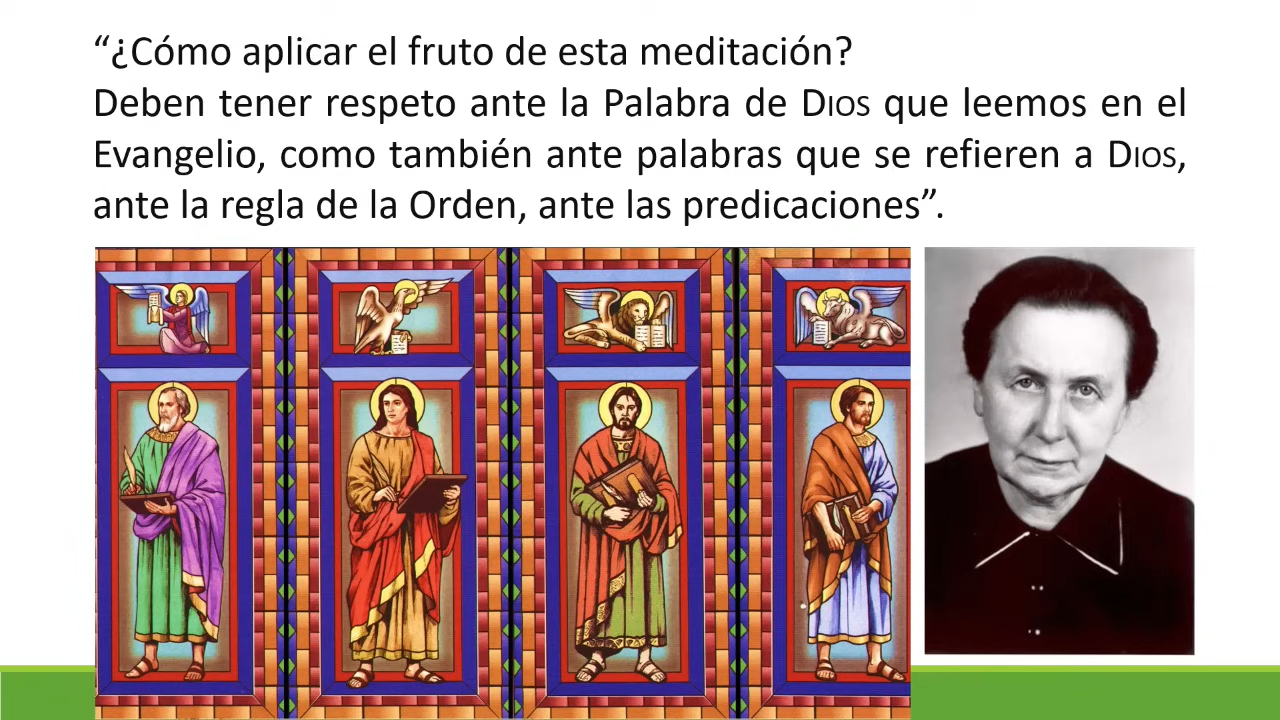 “¿Cómo aplicar el fruto de esta meditación?
Deben tener respeto ante la Palabra de DIOS que leemos en el
Evangelio, como también ante palabras que se refieren a DIOS,
ante la regla de la Orden, ante las predicaciones”.